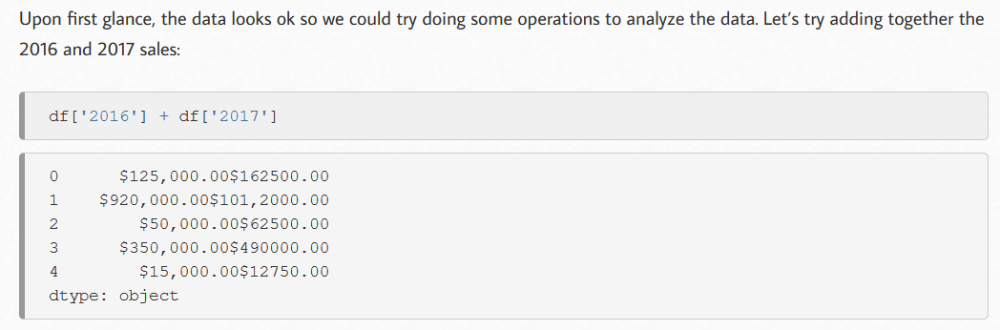 Upon first glance, the data looks ok so we could try doing some operations to analyze the data. Let’s try adding together the
2016 and 2017 sales:
df['2016'] + df['2017']
0 $125,000.00$162500.00
1 $920,000.00$101,2000.00
2 $50,000.00$62500.00
3 $350,000.00$490000.00
4 $15,000.00$12750.00
dtype: object